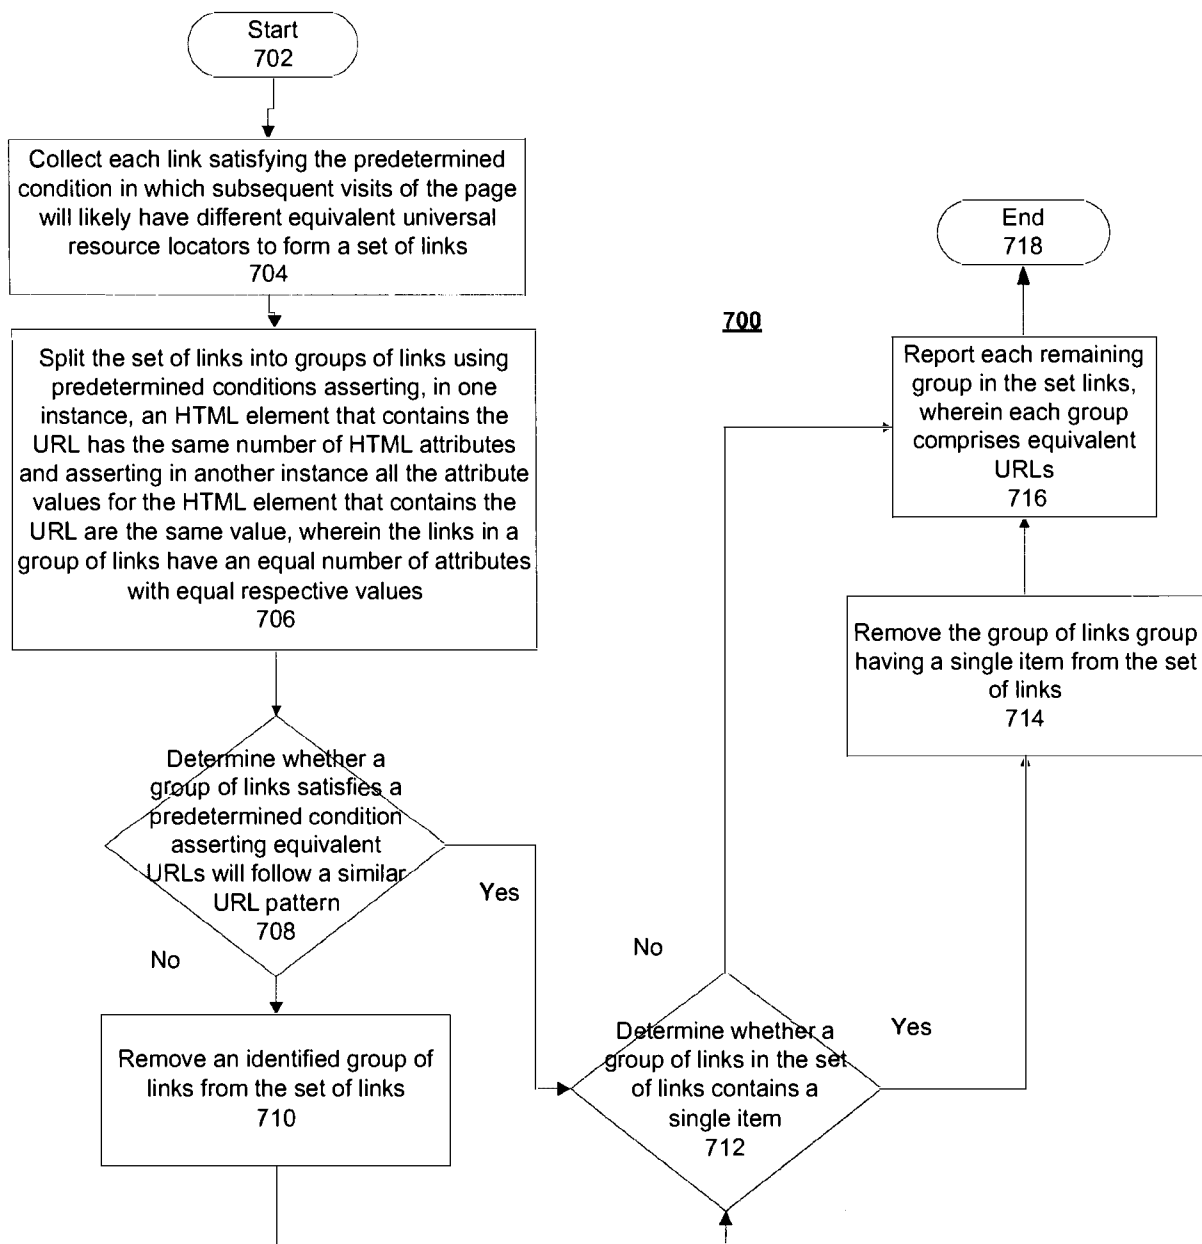 Start
702
Collect each link satisfying the predetermined
condition in which subsequent visits of the page
will likely have different equivalent universal
resource locators to form a set of links
704
Split the set of links into groups of links using
predetermined conditions asserting, in one
instance, an HTML element that contains the
URL has the same number of HTML attributes
and asserting in another instance all the attribute
values for the HTML element that contains the
URL are the same value, wherein the links in a
group of links have an equal number of attributes
with equal respective values
706
Determine whether a
group of links satisfies a
predetermined condition
asserting equivalent
URLs will follow a similar
URL pattern
708
Yes
No
Remove an identified group of
links from the set of links
710
Determine whether a
group of links in the set
of links contains a
single item
712
No
Yes
Remove the group of links group
having a single item from the set
of links
714
Report each remaining
group in the set links,
wherein each group
comprises equivalent
URLs
716
End
718
700